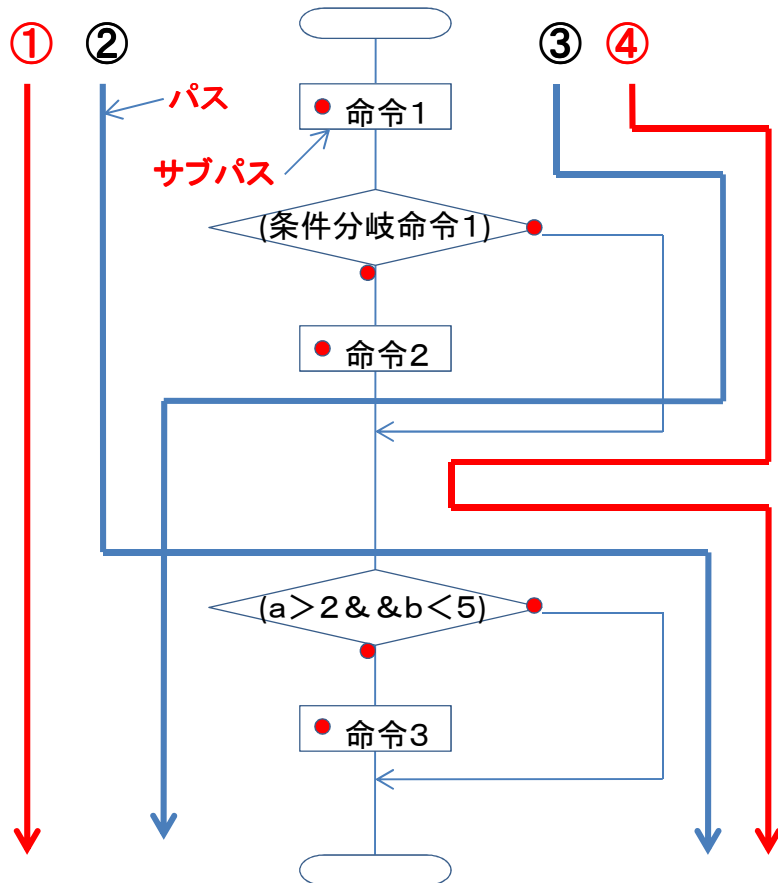 ① ② ③ ④
パス
命令1
サブパス
(条件分岐命令1)
命令2
(a＞2＆＆b＜5)
命令3